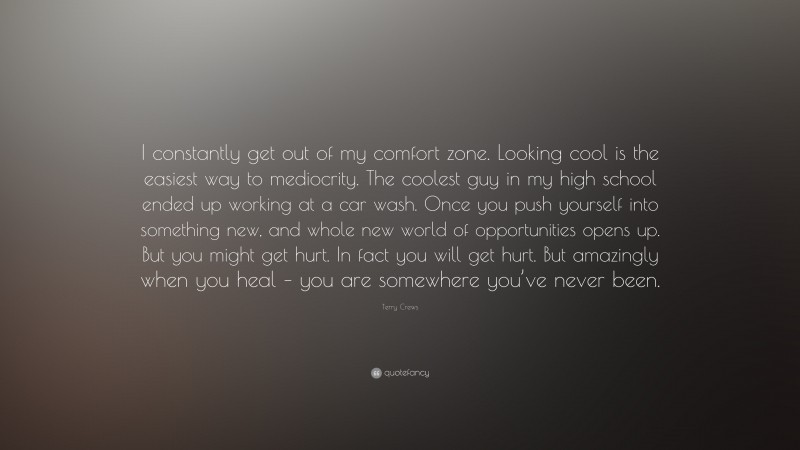 I constantly get out of my comfort zone. Looking cool is the
easiest way to mediocrity. The coolest guy in my high school
ended up working at a car wash. Once you push yourself into
something new, and whole new world of opportunities opens up.
But you might get hurt. In fact you will get hurt. But amazingly
when you heal – you are somewhere you’ve never been.
Terry Crews
quotefancy